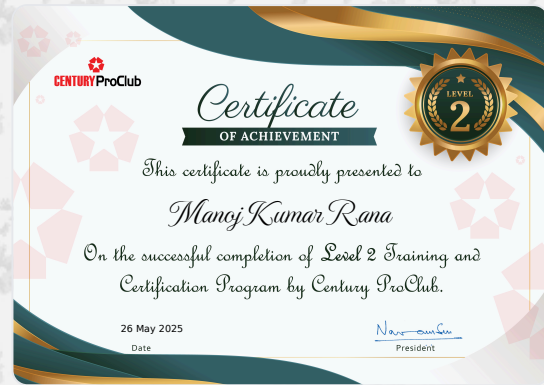 CENTURY ProClub
LEVEL
2
Certificate
OF ACHIEVEMENT
This certificate is proudly presented to
Manoj Kumar Rana
On the successful completion of Level 2 Training and
Certification Program by Century ProClub.
26 May 2025
Date
President